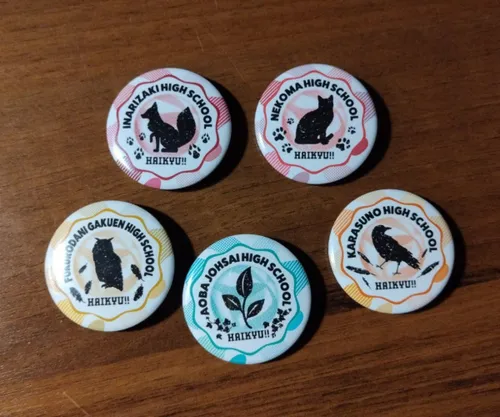 INARIZAKI HIGH SCHOOL
HAIKYU!!
NEKOMA HIGH SCHOOL
HAIKYU!!
FUKURODANI GAKUEN HIGH SCHOOL
HAIKYU!!
AOBA JOHSAI HIGH SCHOOL
HAIKYU!!
KARASUNO HIGH SCHOOL
HAIKYU!!